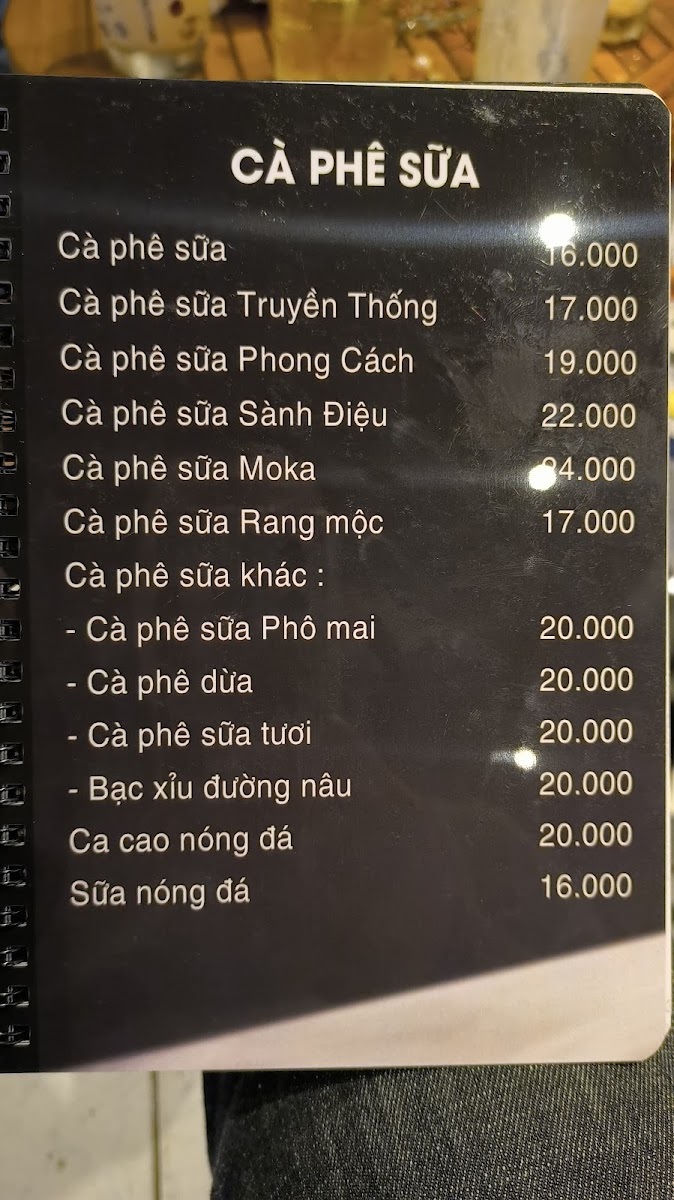 CÀ PHÊ SỮA
Cà phê sữa 16.000
Cà phê sữa Truyền Thống 17.000
Cà phê sữa Phong Cách 19.000
Cà phê sữa Sành Điệu 22.000
Cà phê sữa Moka
Cà phê sữa Rang mộc 17.000
Cà phê sữa khác :
- Cà phê sữa Phô mai 20.000
- Cà phê dừa 20.000
- Cà phê sữa tươi 20.000
- Bạc xỉu đường nâu 20.000
Ca cao nóng đá 20.000
Sữa nóng đá 16.000